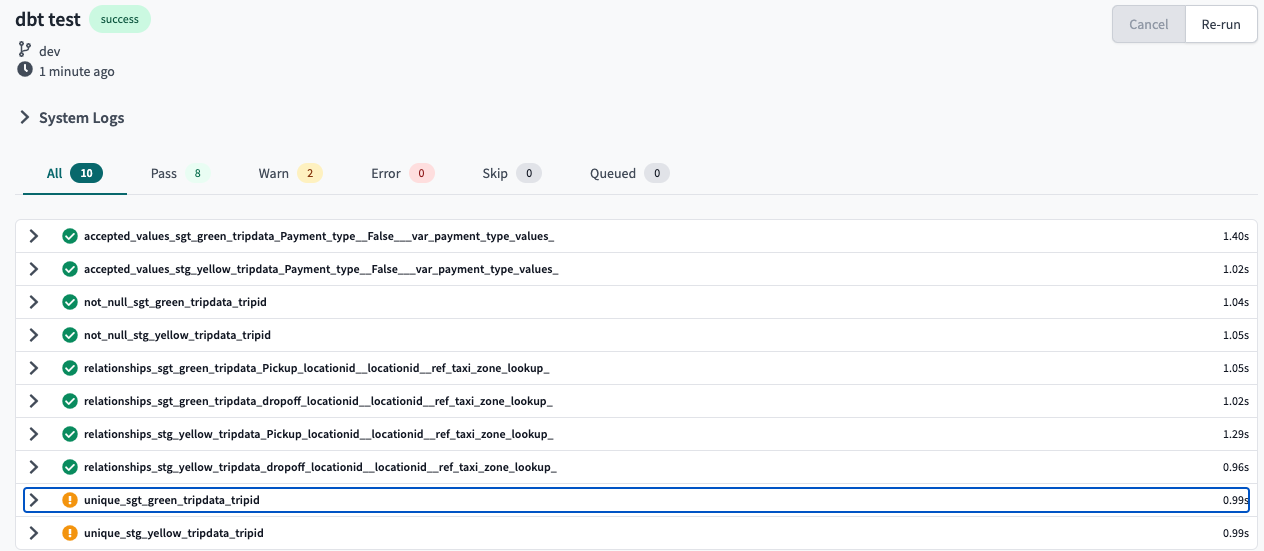 dbt test success
Cancel Re-run
dev
1 minute ago
System Logs
All 10 Pass 8 Warn 2 Error 0 Skip 0 Queued 0
accepted_values_sgt_green_tripdata_Payment_type__False___var_payment_type_values_ 1.40s
accepted_values_stg_yellow_tripdata_Payment_type__False___var_payment_type_values_ 1.02s
not_null_sgt_green_tripdata_tripid 1.04s
not_null_stg_yellow_tripdata_tripid 1.05s
relationships_sgt_green_tripdata_Pickup_locationid__locationid__ref_taxi_zone_lookup_ 1.05s
relationships_sgt_green_tripdata_dropoff_locationid__locationid__ref_taxi_zone_lookup_ 1.02s
relationships_stg_yellow_tripdata_Pickup_locationid__locationid__ref_taxi_zone_lookup_ 1.29s
relationships_stg_yellow_tripdata_dropoff_locationid__locationid__ref_taxi_zone_lookup_ 0.96s
unique_sgt_green_tripdata_tripid 0.99s
unique_stg_yellow_tripdata_tripid 0.99s